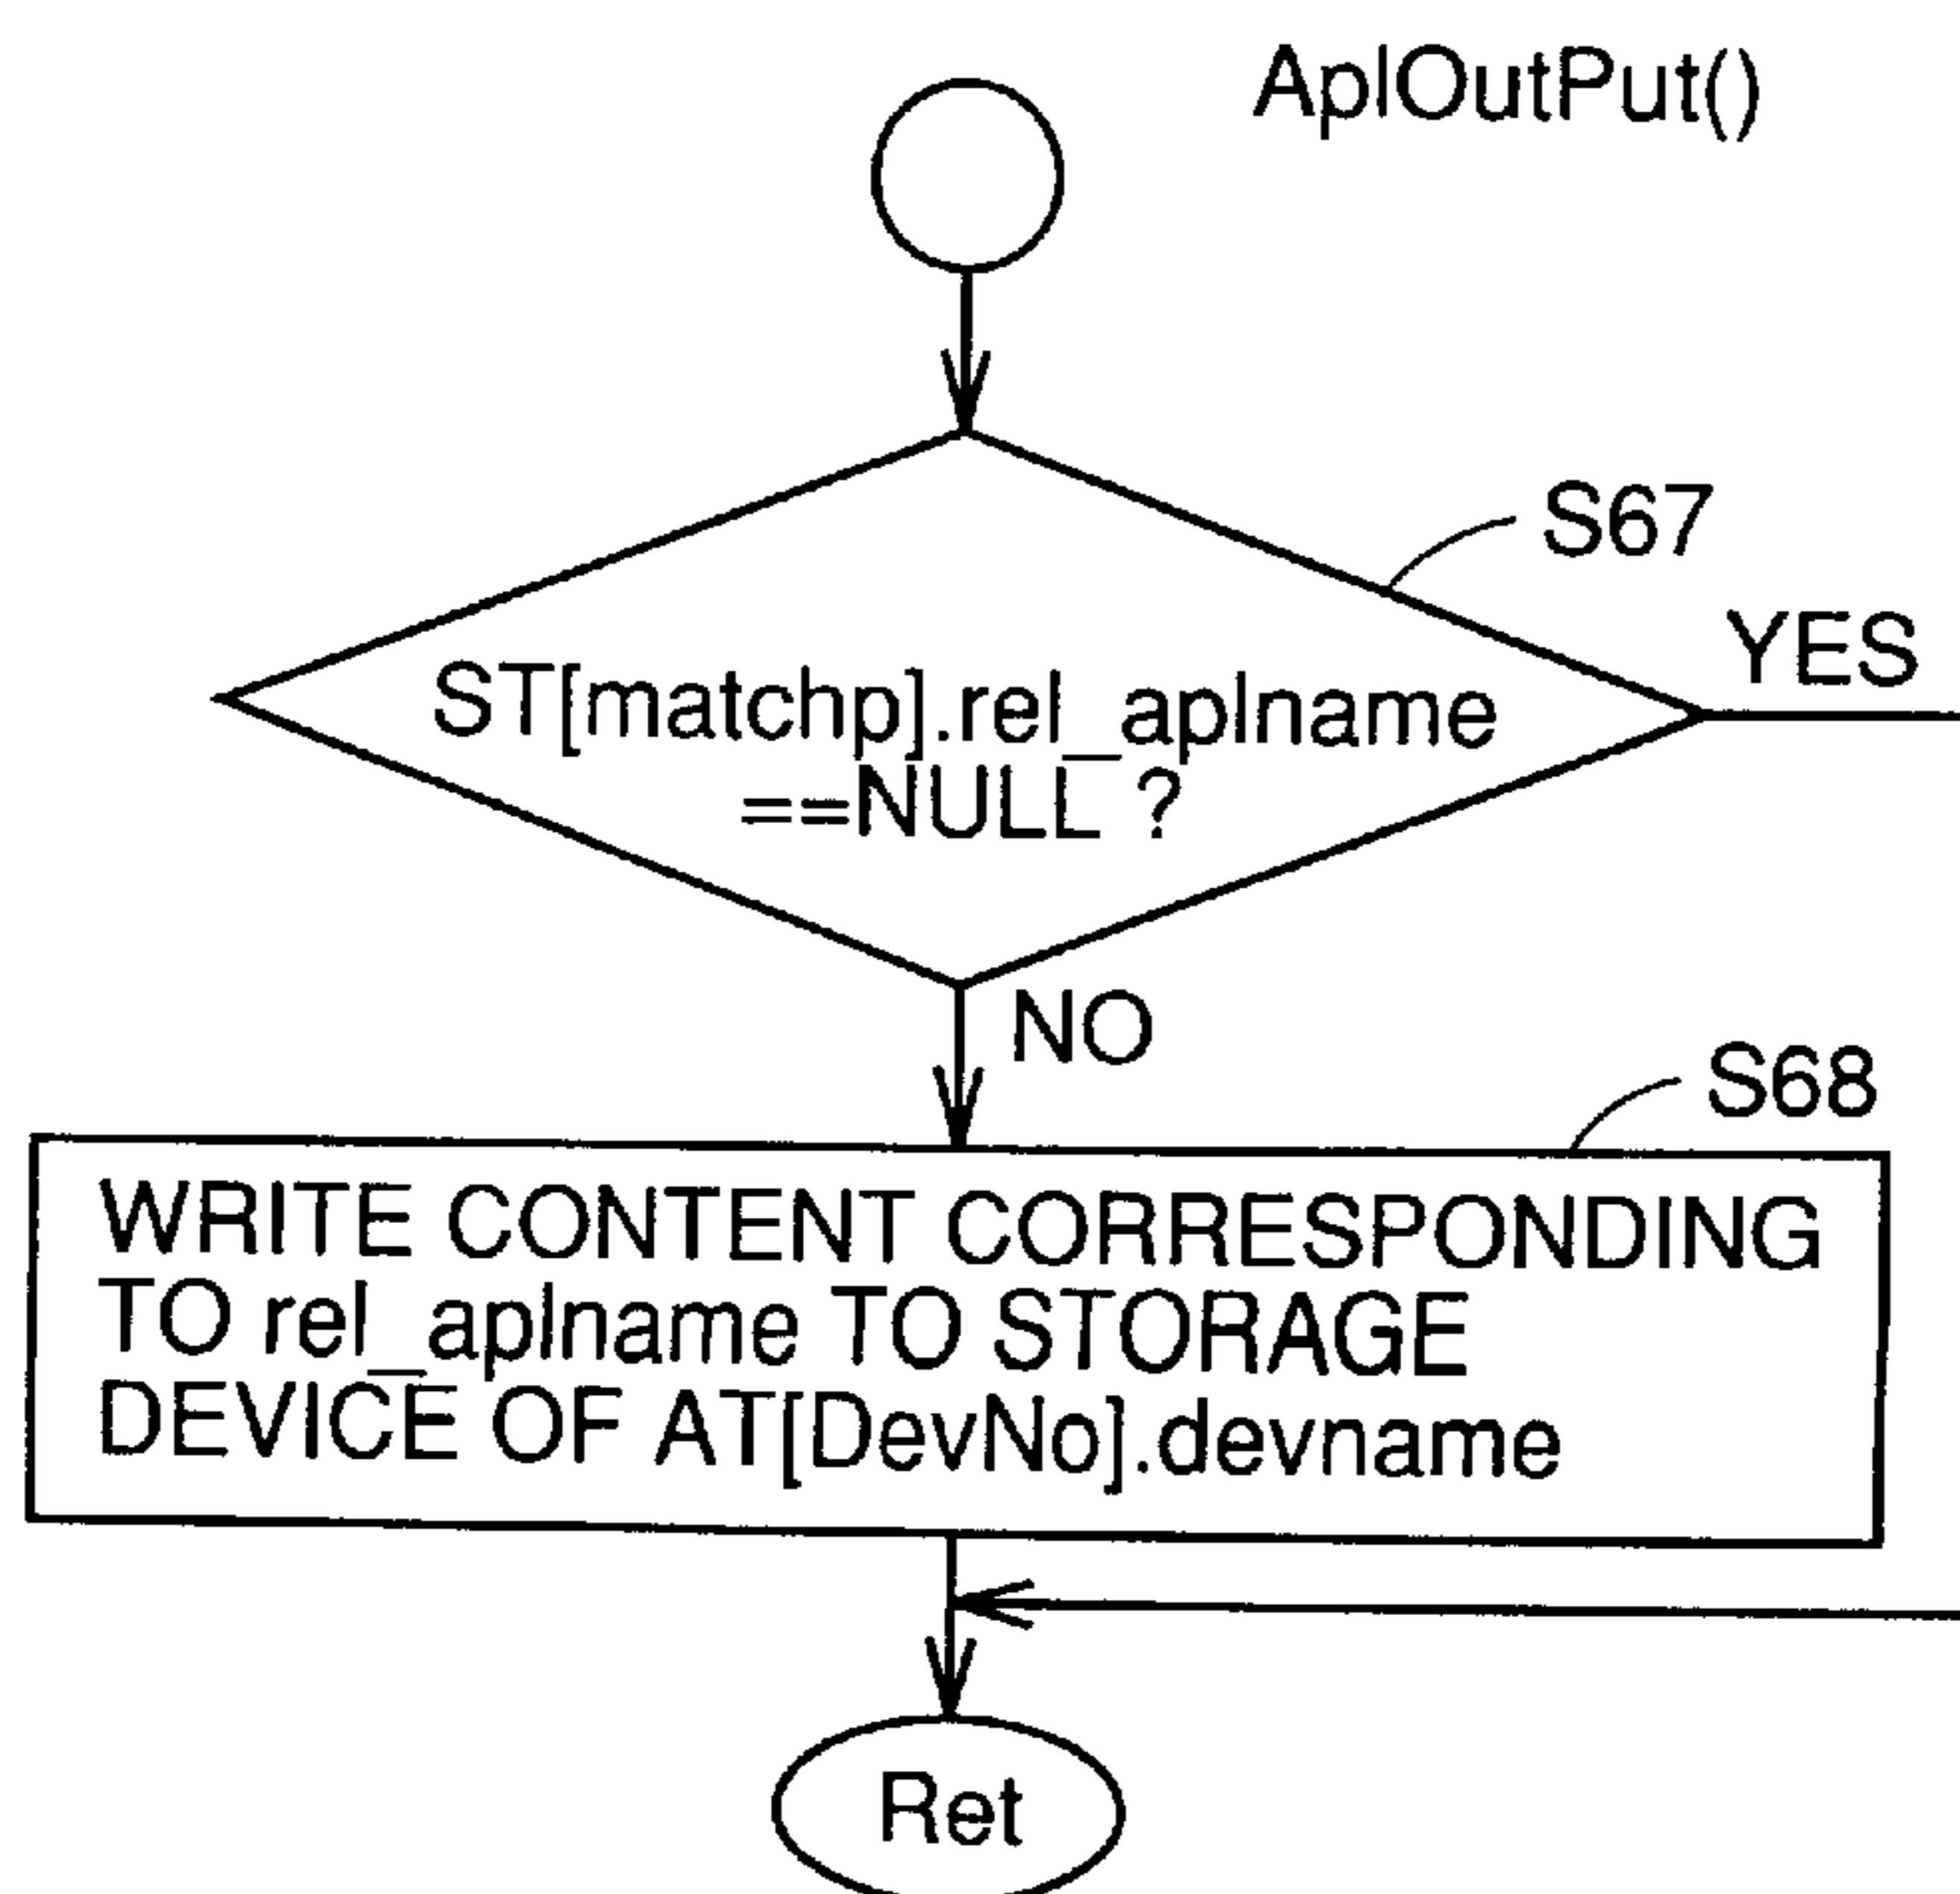 AplOutPut()
S67
YES
ST[matchp].rel_aplname
==NULL ?
NO
S68
WRITE CONTENT CORRESPONDING
TO rel_aplname TO STORAGE
DEVICE OF AT[DevNo].devname
Ret